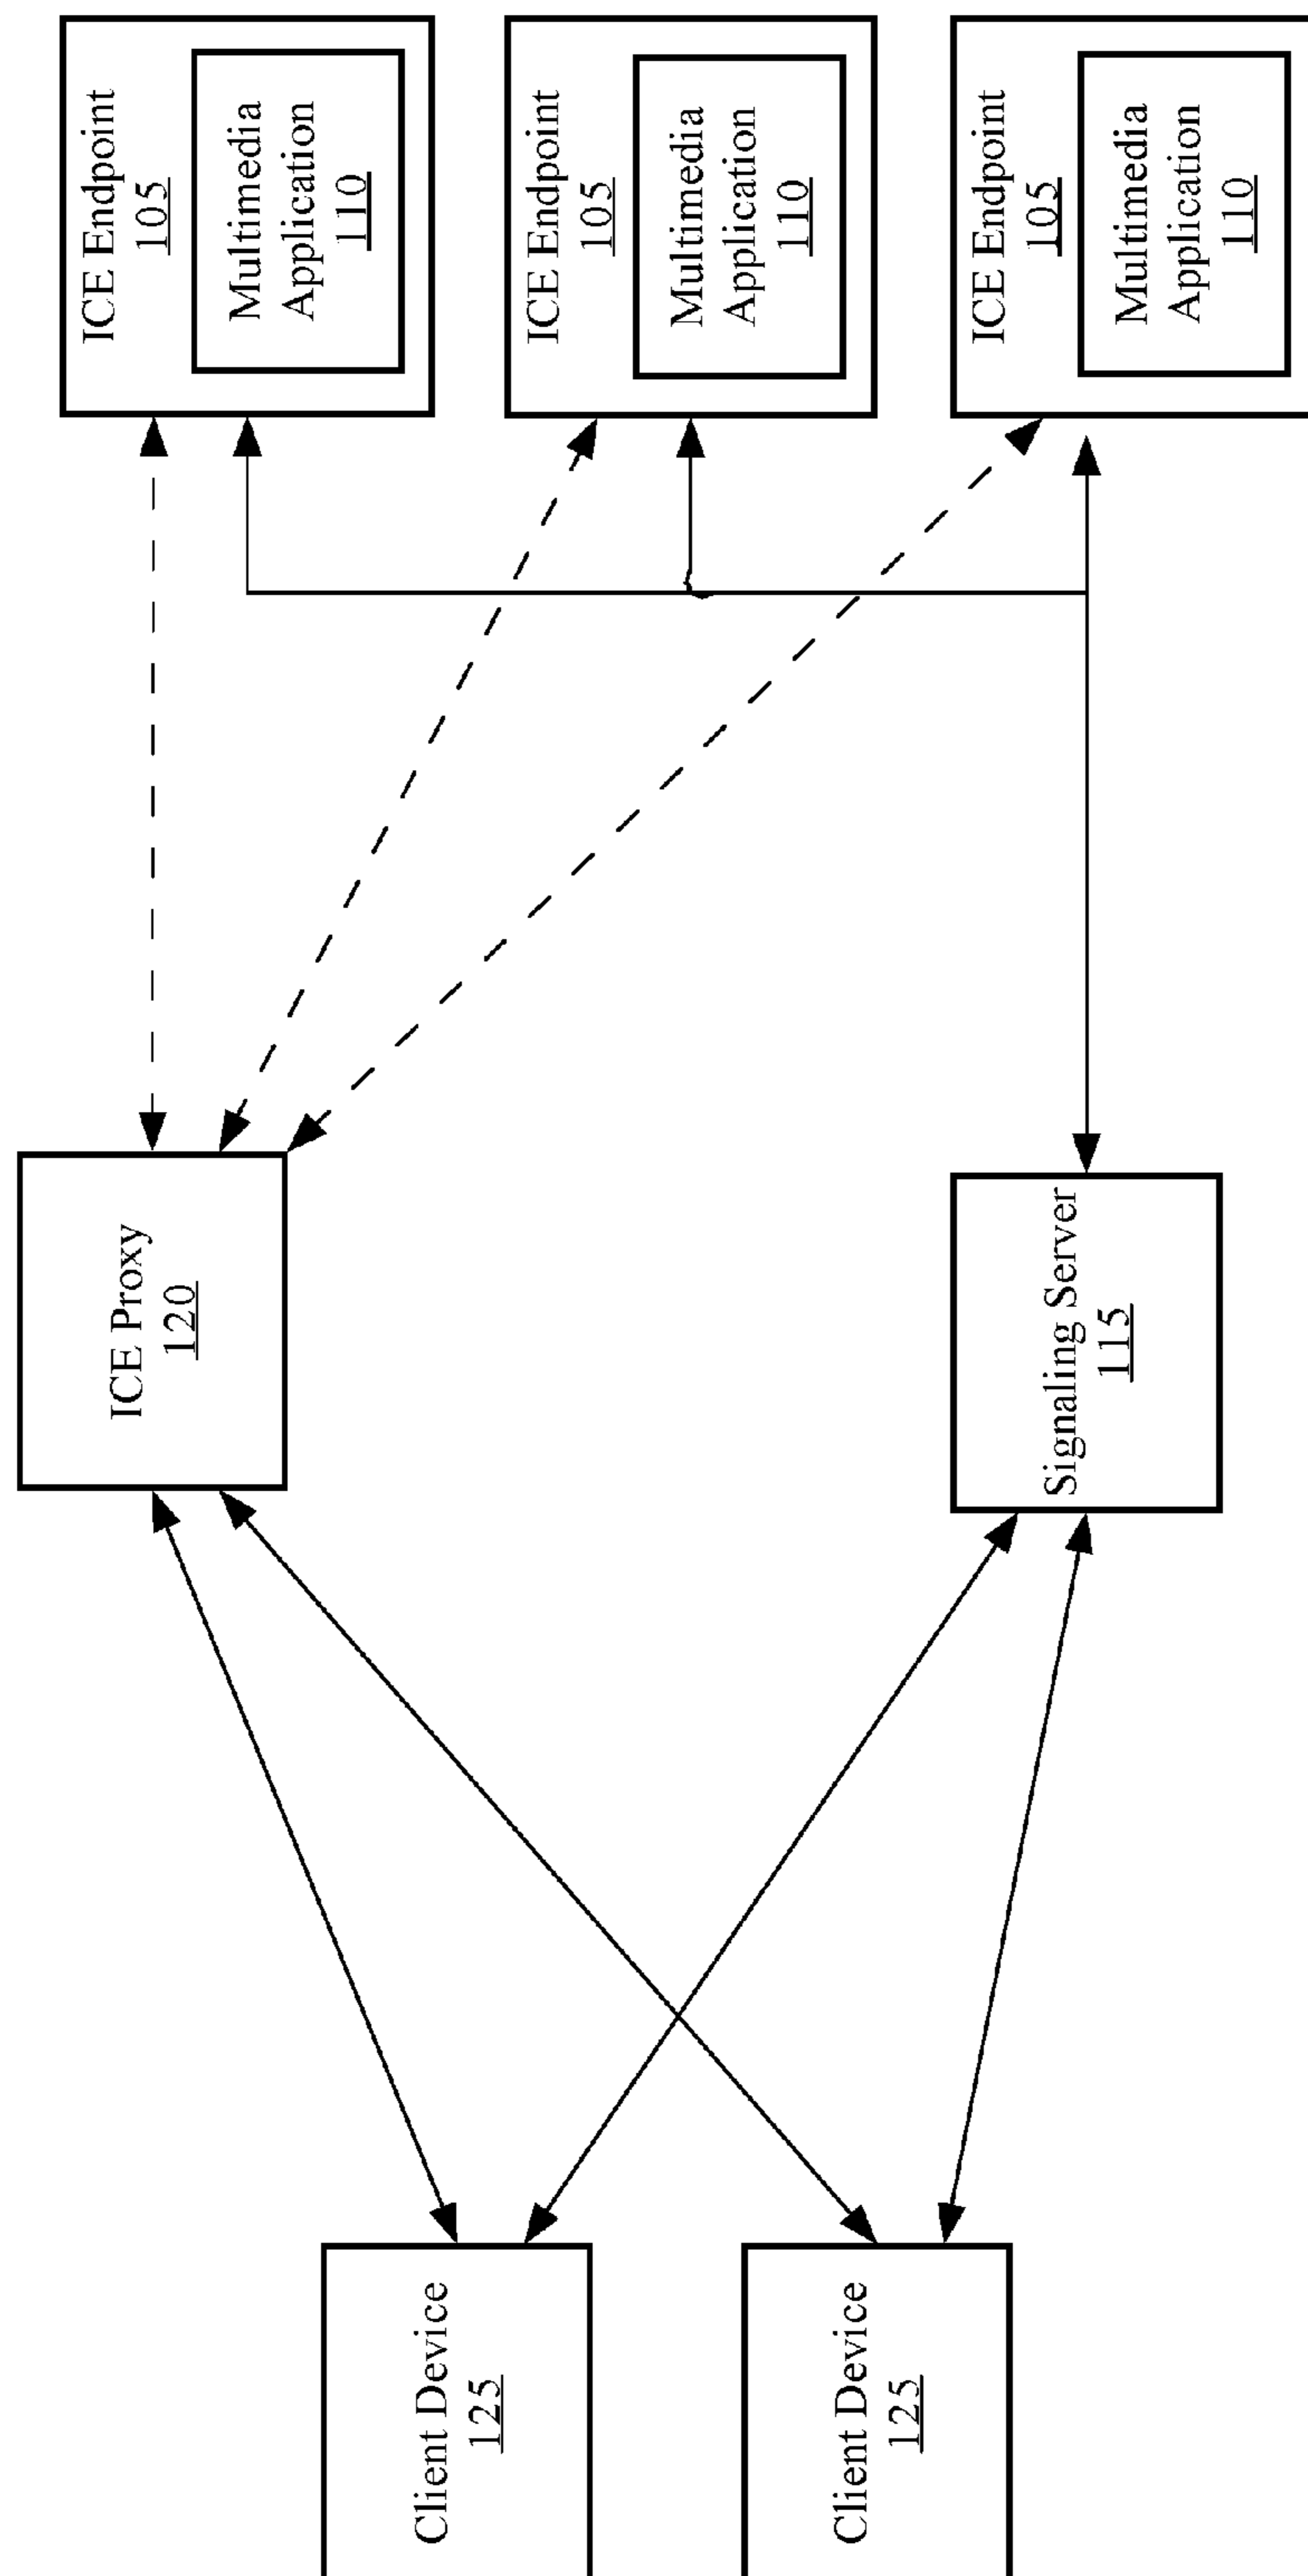 ICE Endpoint
105
Multimedia
Application
110
ICE Endpoint
105
Multimedia
Application
110
ICE Endpoint
105
Multimedia
Application
110
ICE Proxy
120
Signaling Server
115
Client Device
125
Client Device
125